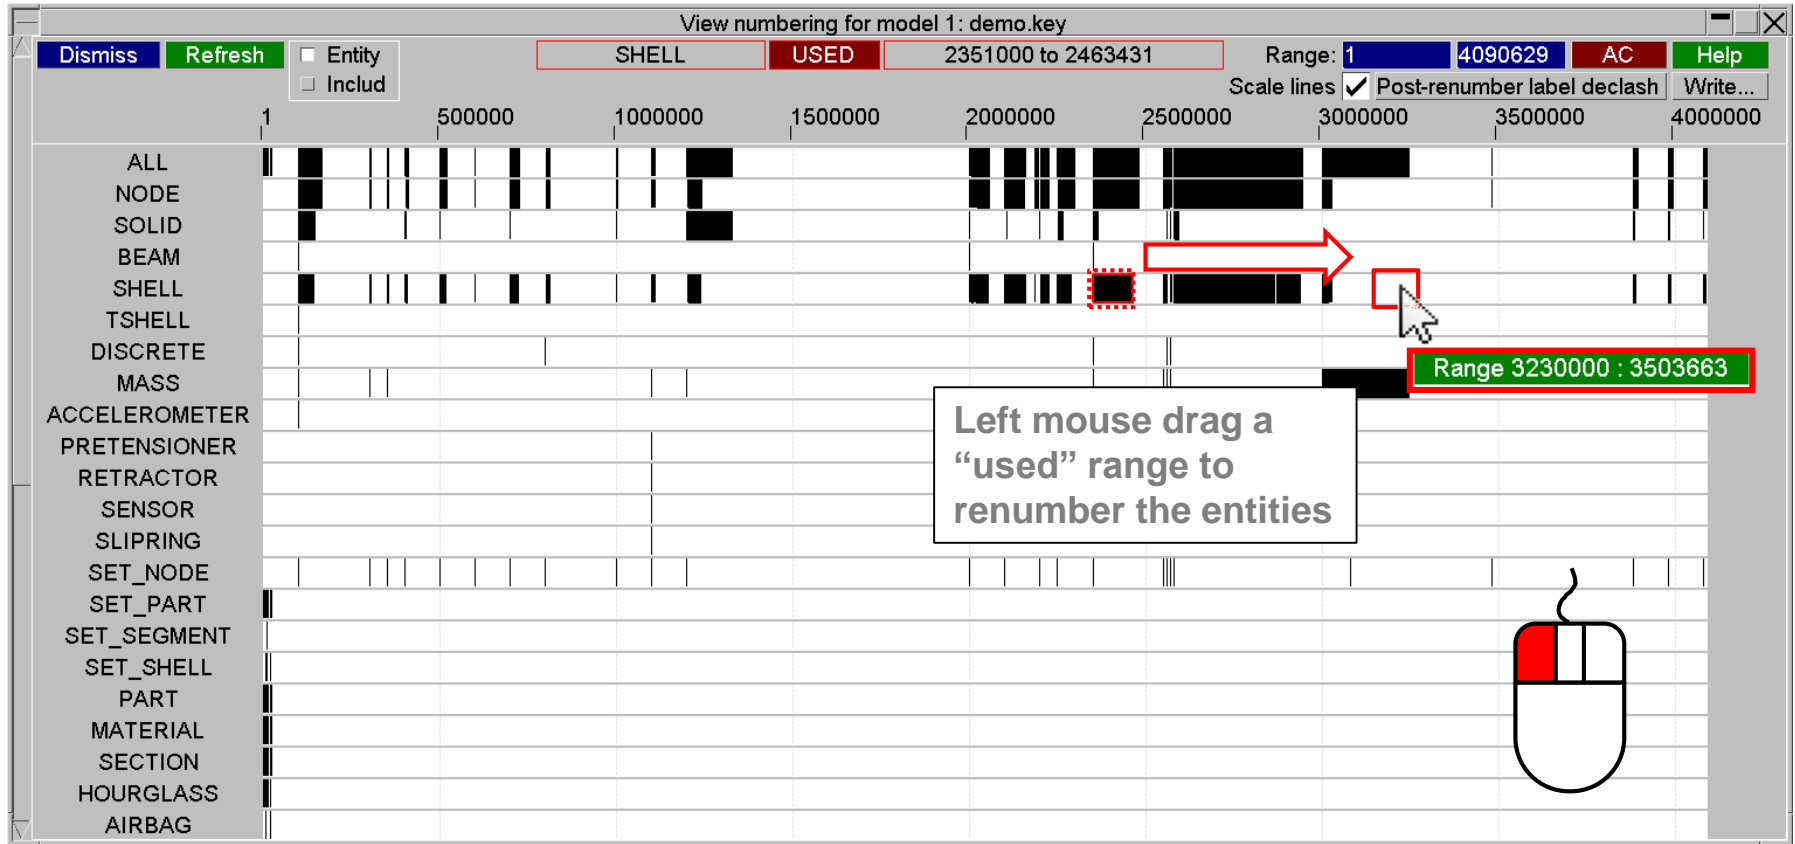 View numbering for model 1: demo.key
Dismiss Refresh Entity SHELL USED 2351000 to 2463431 Range: 1 4090629 AC Help
Includ Scale lines Post-renumber label declash Write...
1 500000 1000000 1500000 2000000 2500000 3000000 3500000 4000000
ALL
NODE
SOLID
BEAM
SHELL
TSHELL
DISCRETE
Range 3230000 : 3503663
MASS
ACCELEROMETER
PRETENSIONER
RETRACTOR
SENSOR
SLIPRING
SET_NODE
SET_PART
SET_SEGMENT
SET_SHELL
PART
MATERIAL
SECTION
HOURGLASS
AIRBAG
Left mouse drag a
“used” range to
renumber the entities